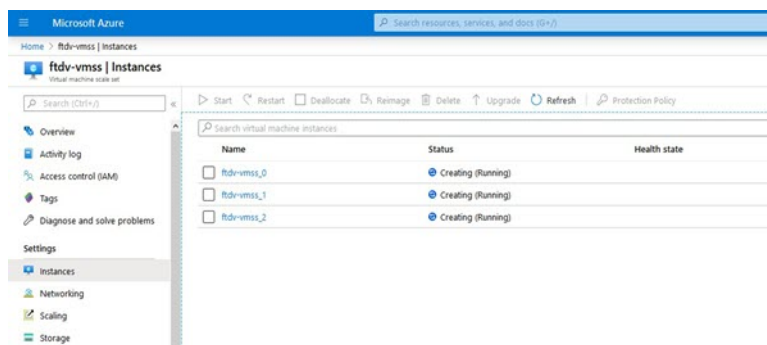 Microsoft Azure
Search resources, services, and docs (G+/)
Home > ftdv-vmss | Instances
ftdv-vmss | Instances
Virtual machine scale set
Search (Ctrl+/)
«
Start Restart Deallocate Reimage Delete Upgrade Refresh Protection Policy
Search virtual machine instances
Name Status Health state
ftdv-vmss_0 Creating (Running)
ftdv-vmss_1 Creating (Running)
ftdv-vmss_2 Creating (Running)
Overview
Activity log
Access control (IAM)
Tags
Diagnose and solve problems
Settings
Instances
Networking
Scaling
Storage